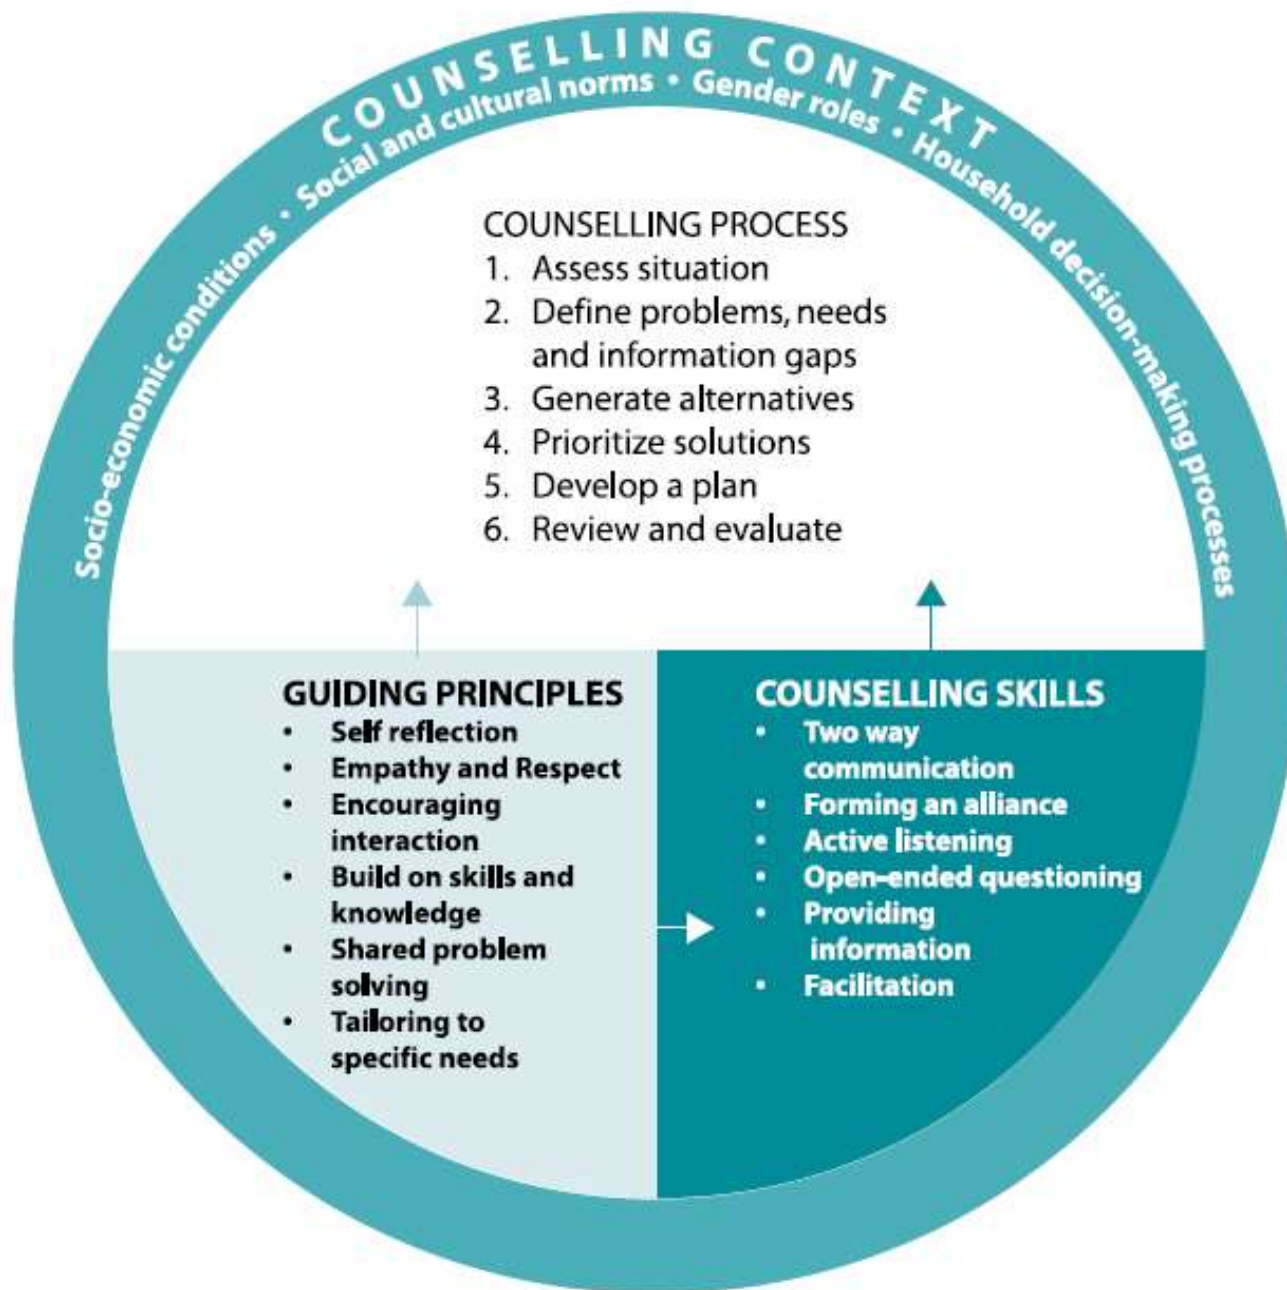 COUNSELLING CONTEXT
Socio-economic conditions • Social and cultural norms • Gender roles • Household decision-making processes
COUNSELLING PROCESS
1. Assess situation
2. Define problems, needs
and information gaps
3. Generate alternatives
4. Prioritize solutions
5. Develop a plan
6. Review and evaluate
GUIDING PRINCIPLES
• Self reflection
• Empathy and Respect
• Encouraging
interaction
• Build on skills and
knowledge
• Shared problem
solving
• Tailoring to
specific needs
COUNSELLING SKILLS
• Two way
communication
• Forming an alliance
• Active listening
• Open-ended questioning
• Providing
information
• Facilitation